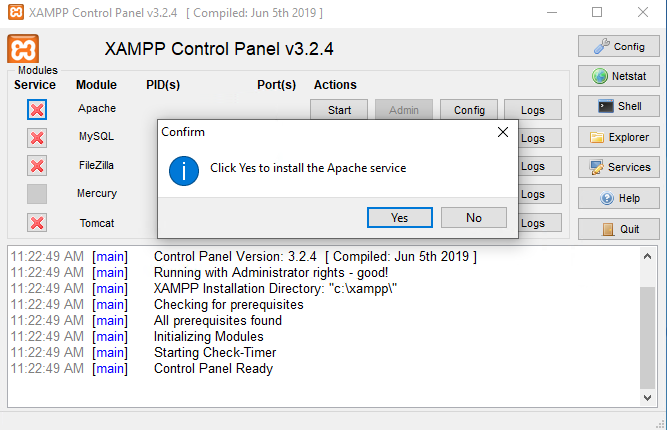 XAMPP Control Panel v3.2.4 [ Compiled: Jun 5th 2019 ]
XAMPP Control Panel v3.2.4
Config
Modules
Service Module PID(s) Port(s) Actions
Netstat
Apache Start Admin Config Logs
Shell
MySQL Logs
Explorer
FileZilla Logs
Services
Mercury Logs
Help
Tomcat Logs
Quit
Confirm
Click Yes to install the Apache service
Yes No
11:22:49 AM [main] Control Panel Version: 3.2.4 [ Compiled: Jun 5th 2019 ]
11:22:49 AM [main] Running with Administrator rights - good!
11:22:49 AM [main] XAMPP Installation Directory: "c:\xampp\"
11:22:49 AM [main] Checking for prerequisites
11:22:49 AM [main] All prerequisites found
11:22:49 AM [main] Initializing Modules
11:22:49 AM [main] Starting Check-Timer
11:22:49 AM [main] Control Panel Ready